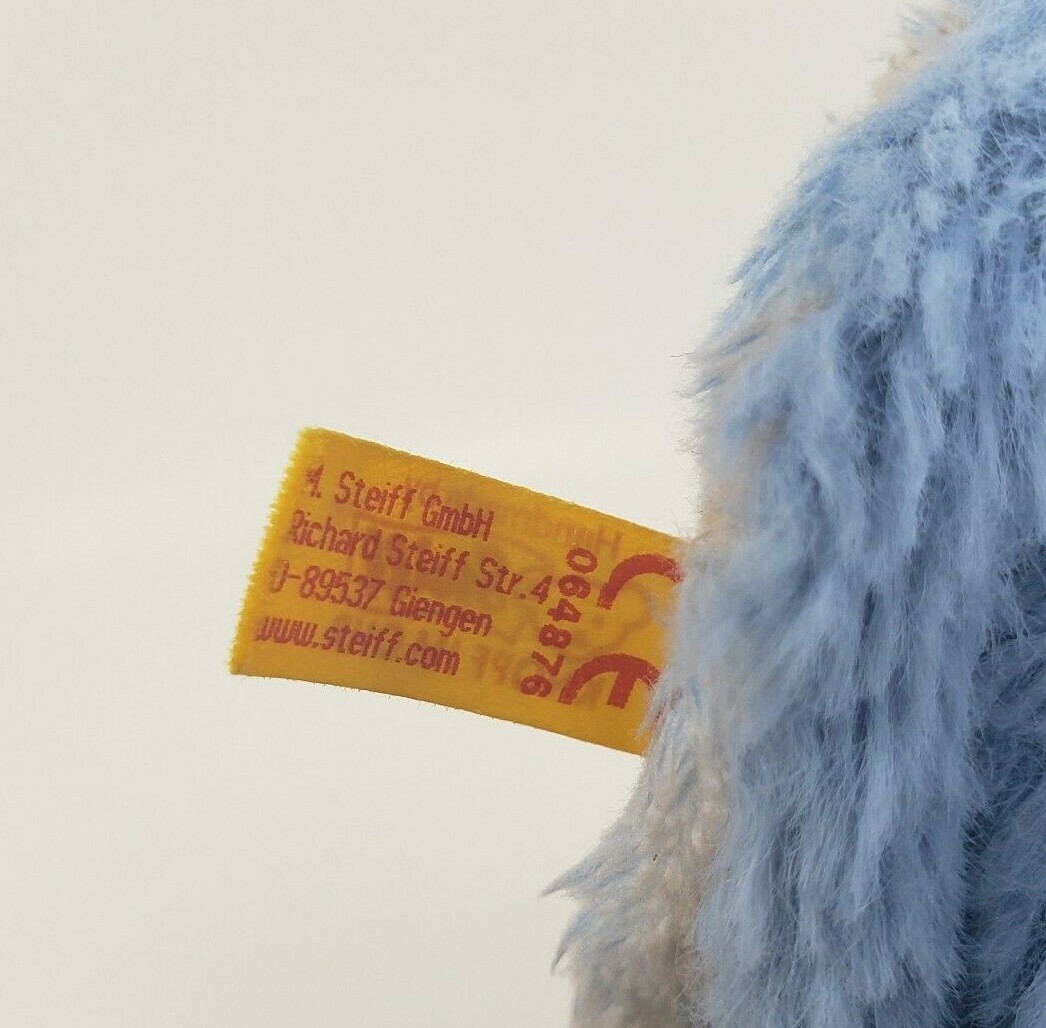 M. Steiff GmbH
Richard Steiff Str.4
D-89537 Giengen
www.steiff.com
064876
CE